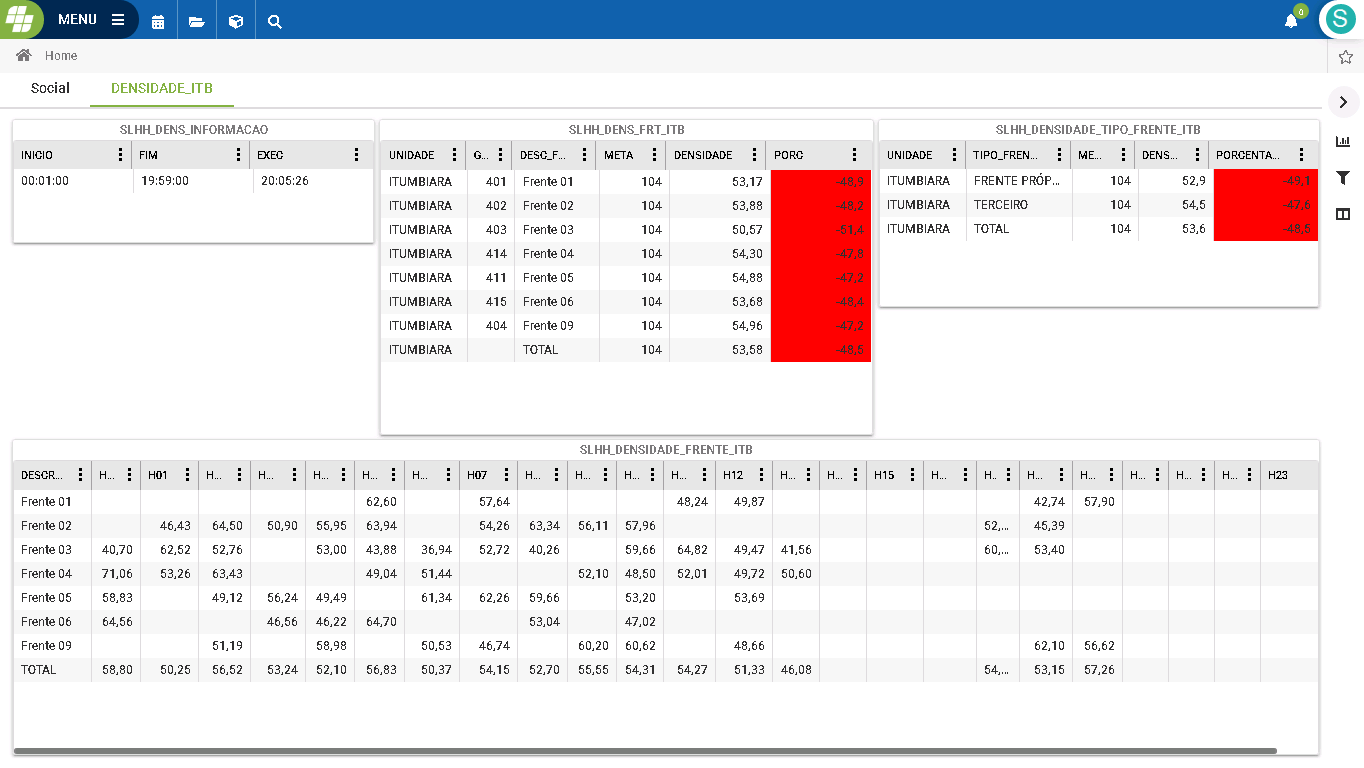 MENU
0
S
Home
Social DENSIDADE_ITB
SLHH_DENS_INFORMACAO
INICIO FIM EXEC
00:01:00 19:59:00 20:05:26
SLHH_DENS_FRT_ITB
UNIDADE G... DESC_F... META DENSIDADE PORC
ITUMBIARA 401 Frente 01 104 53,17 -48,9
ITUMBIARA 402 Frente 02 104 53,88 -48,2
ITUMBIARA 403 Frente 03 104 50,57 -51,4
ITUMBIARA 414 Frente 04 104 54,30 -47,8
ITUMBIARA 411 Frente 05 104 54,88 -47,2
ITUMBIARA 415 Frente 06 104 53,68 -48,4
ITUMBIARA 404 Frente 09 104 54,96 -47,2
ITUMBIARA TOTAL 104 53,58 -48,5
SLHH_DENSIDADE_TIPO_FRENTE_ITB
UNIDADE TIPO_FREN... ME... DENS... PORCENTA...
ITUMBIARA FRENTE PRÓP... 104 52,9 -49,1
ITUMBIARA TERCEIRO 104 54,5 -47,6
ITUMBIARA TOTAL 104 53,6 -48,5
SLHH_DENSIDADE_FRENTE_ITB
DESCR... H... H01 H... H... H... H... H... H07 H... H... H... H... H12 H... H... H15 H... H... H... H... H... H... H... H23
Frente 01 62,60 57,64 48,24 49,87 42,74 57,90
Frente 02 46,43 64,50 50,90 55,95 63,94 54,26 63,34 56,11 57,96 52,... 45,39
Frente 03 40,70 62,52 52,76 53,00 43,88 36,94 52,72 40,26 59,66 64,82 49,47 41,56 60,... 53,40
Frente 04 71,06 53,26 63,43 49,04 51,44 52,10 48,50 52,01 49,72 50,60
Frente 05 58,83 49,12 56,24 49,49 61,34 62,26 59,66 53,20 53,69
Frente 06 64,56 46,56 46,22 64,70 53,04 47,02
Frente 09 51,19 58,98 50,53 46,74 60,20 60,62 48,66 62,10 56,62
TOTAL 58,80 50,25 56,52 53,24 52,10 56,83 50,37 54,15 52,70 55,55 54,31 54,27 51,33 46,08 54,... 53,15 57,26